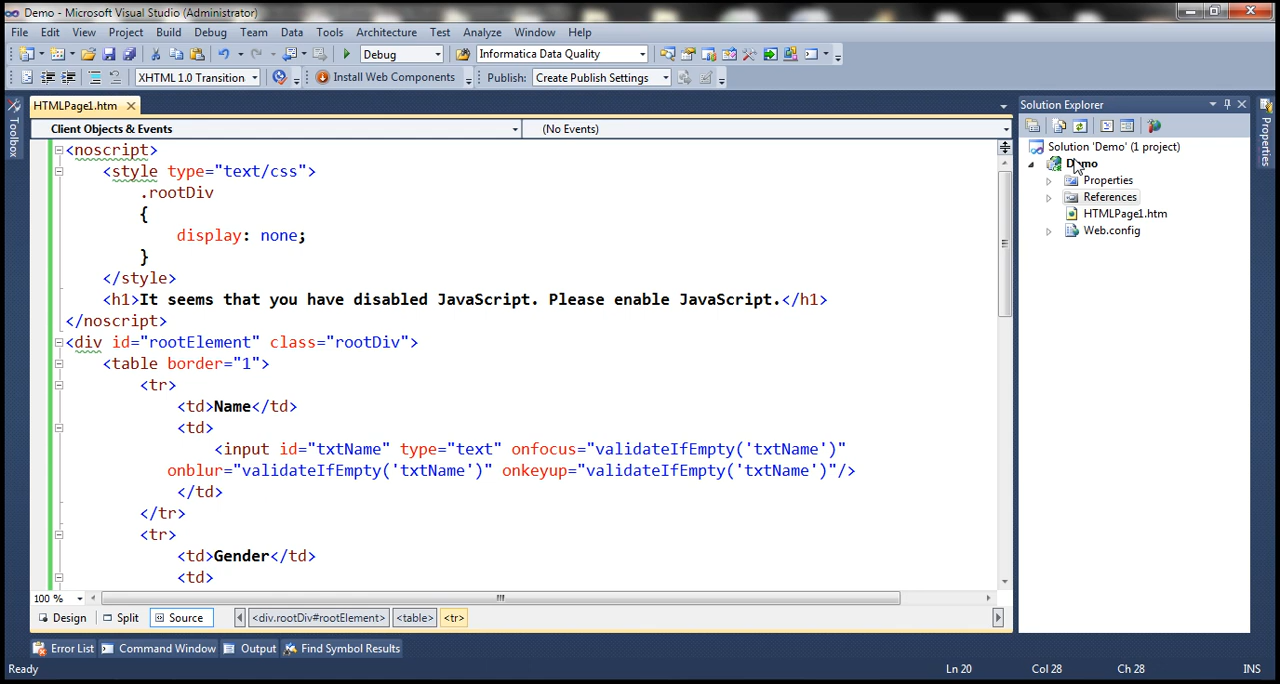 Demo - Microsoft Visual Studio (Administrator)
File Edit View Project Build Debug Team Data Tools Architecture Test Analyze Window Help
Debug Informatica Data Quality
XHTML 1.0 Transition Install Web Components Publish: Create Publish Settings
HTMLPage1.htm
Client Objects & Events (No Events)
<noscript>
<style type="text/css">
.rootDiv
{
display: none;
}
</style>
<h1>It seems that you have disabled JavaScript. Please enable JavaScript.</h1>
</noscript>
<div id="rootElement" class="rootDiv">
<table border="1">
<tr>
<td>Name</td>
<td>
<input id="txtName" type="text" onfocus="validateIfEmpty('txtName')"
onblur="validateIfEmpty('txtName')" onkeyup="validateIfEmpty('txtName')"/>
</td>
</tr>
<tr>
<td>Gender</td>
<td>
100 %
Design Split Source <div.rootDiv#rootElement> <table> <tr>
Toolbox
Solution Explorer
Solution 'Demo' (1 project)
Demo
Properties
References
HTMLPage1.htm
Web.config
Properties
Error List Command Window Output Find Symbol Results
Ready Ln 20 Col 28 Ch 28 INS